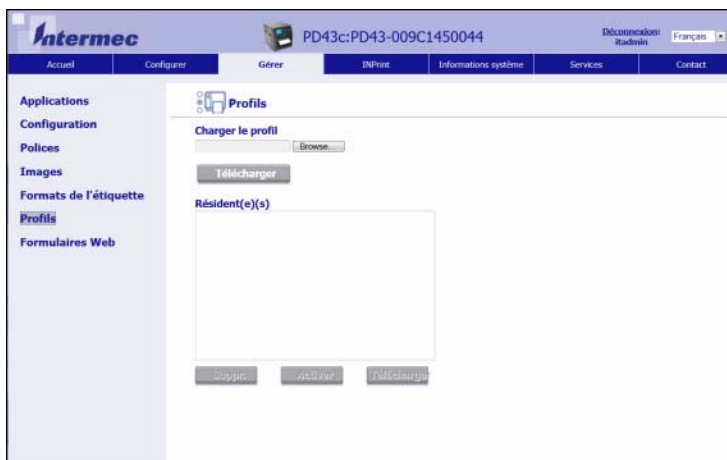 Intermec
PD43c:PD43-009C1450044
Déconnexion:
itadmin
Français
Accueil Configurer Gérer INPrint Informations système Services Contact
Applications
Configuration
Polices
Images
Formats de l'étiquette
Profils
Formulaires Web
Profils
Charger le profil
Browse...
Télécharger
Résident(e)(s)
Suppr. Activer Télécharger